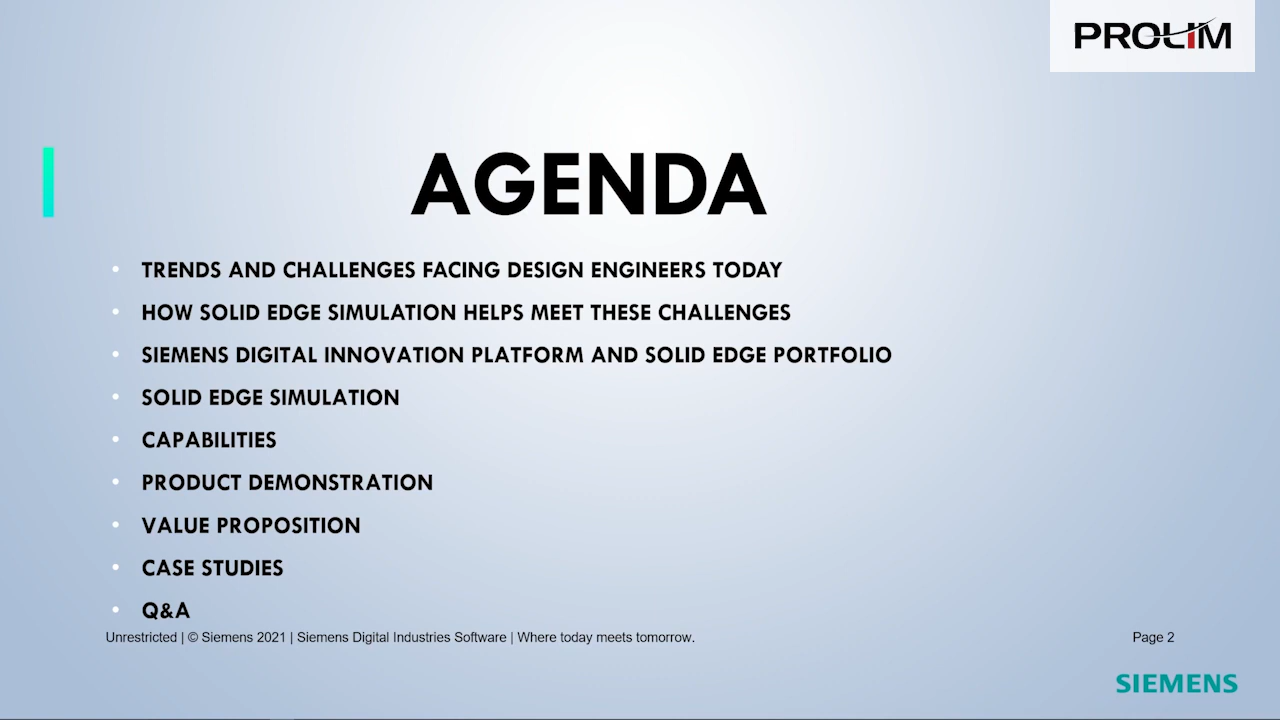 PROLIM
AGENDA
• TRENDS AND CHALLENGES FACING DESIGN ENGINEERS TODAY
• HOW SOLID EDGE SIMULATION HELPS MEET THESE CHALLENGES
• SIEMENS DIGITAL INNOVATION PLATFORM AND SOLID EDGE PORTFOLIO
• SOLID EDGE SIMULATION
• CAPABILITIES
• PRODUCT DEMONSTRATION
• VALUE PROPOSITION
• CASE STUDIES
• Q&A
Unrestricted | © Siemens 2021 | Siemens Digital Industries Software | Where today meets tomorrow.
Page 2
SIEMENS